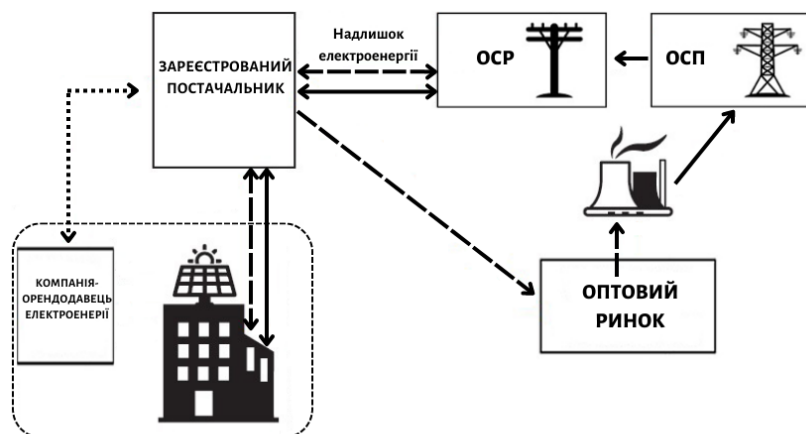 ЗАРЕЄСТРОВАНИЙ
ПОСТАЧАЛЬНИК
Надлишок
електроенергії
ОСР
ОСП
КОМПАНІЯ-
ОРЕНДОДАВЕЦЬ
ЕЛЕКТРОЕНЕРІЇ
ОПТОВИЙ
РИНОК